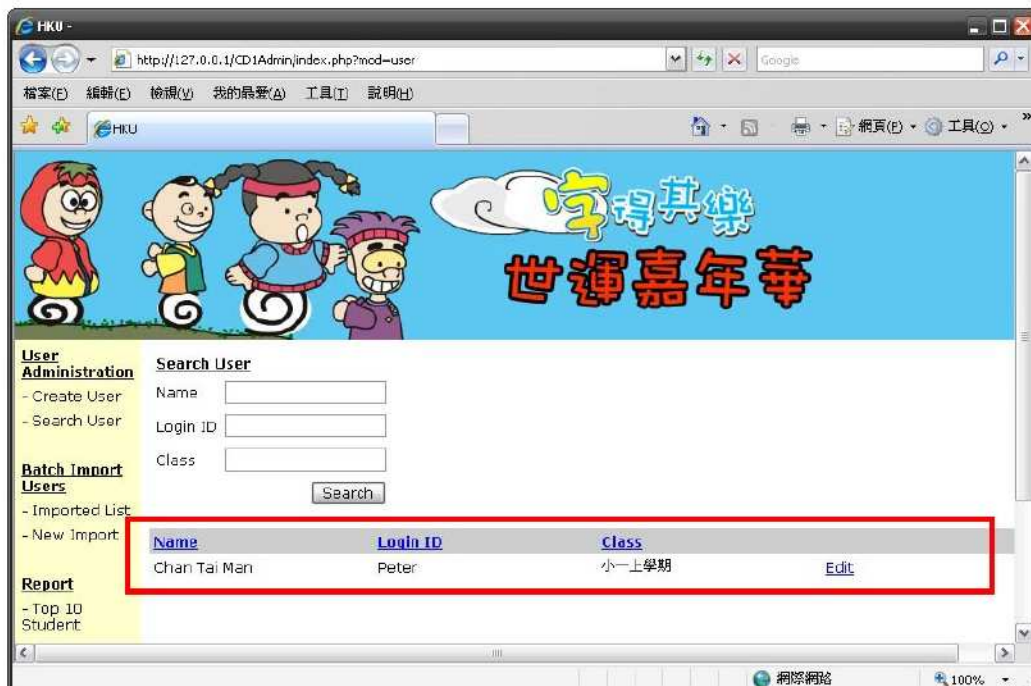 HKU -
http://127.0.0.1/CD1Admin/index.php?mod=user
Google
檔案(F) 編輯(E) 檢視(V) 我的最愛(A) 工具(T) 說明(H)
HKU
網頁(P)
工具(O)
字得其樂
世運嘉年華
User
Administration
- Create User
- Search User
Batch Import
Users
- Imported List
- New Import
Report
- Top 10
Student
Search User
Name
Login ID
Class
Search
Name Login ID Class
Chan Tai Man Peter 小一上學期 Edit
網際網路
100%